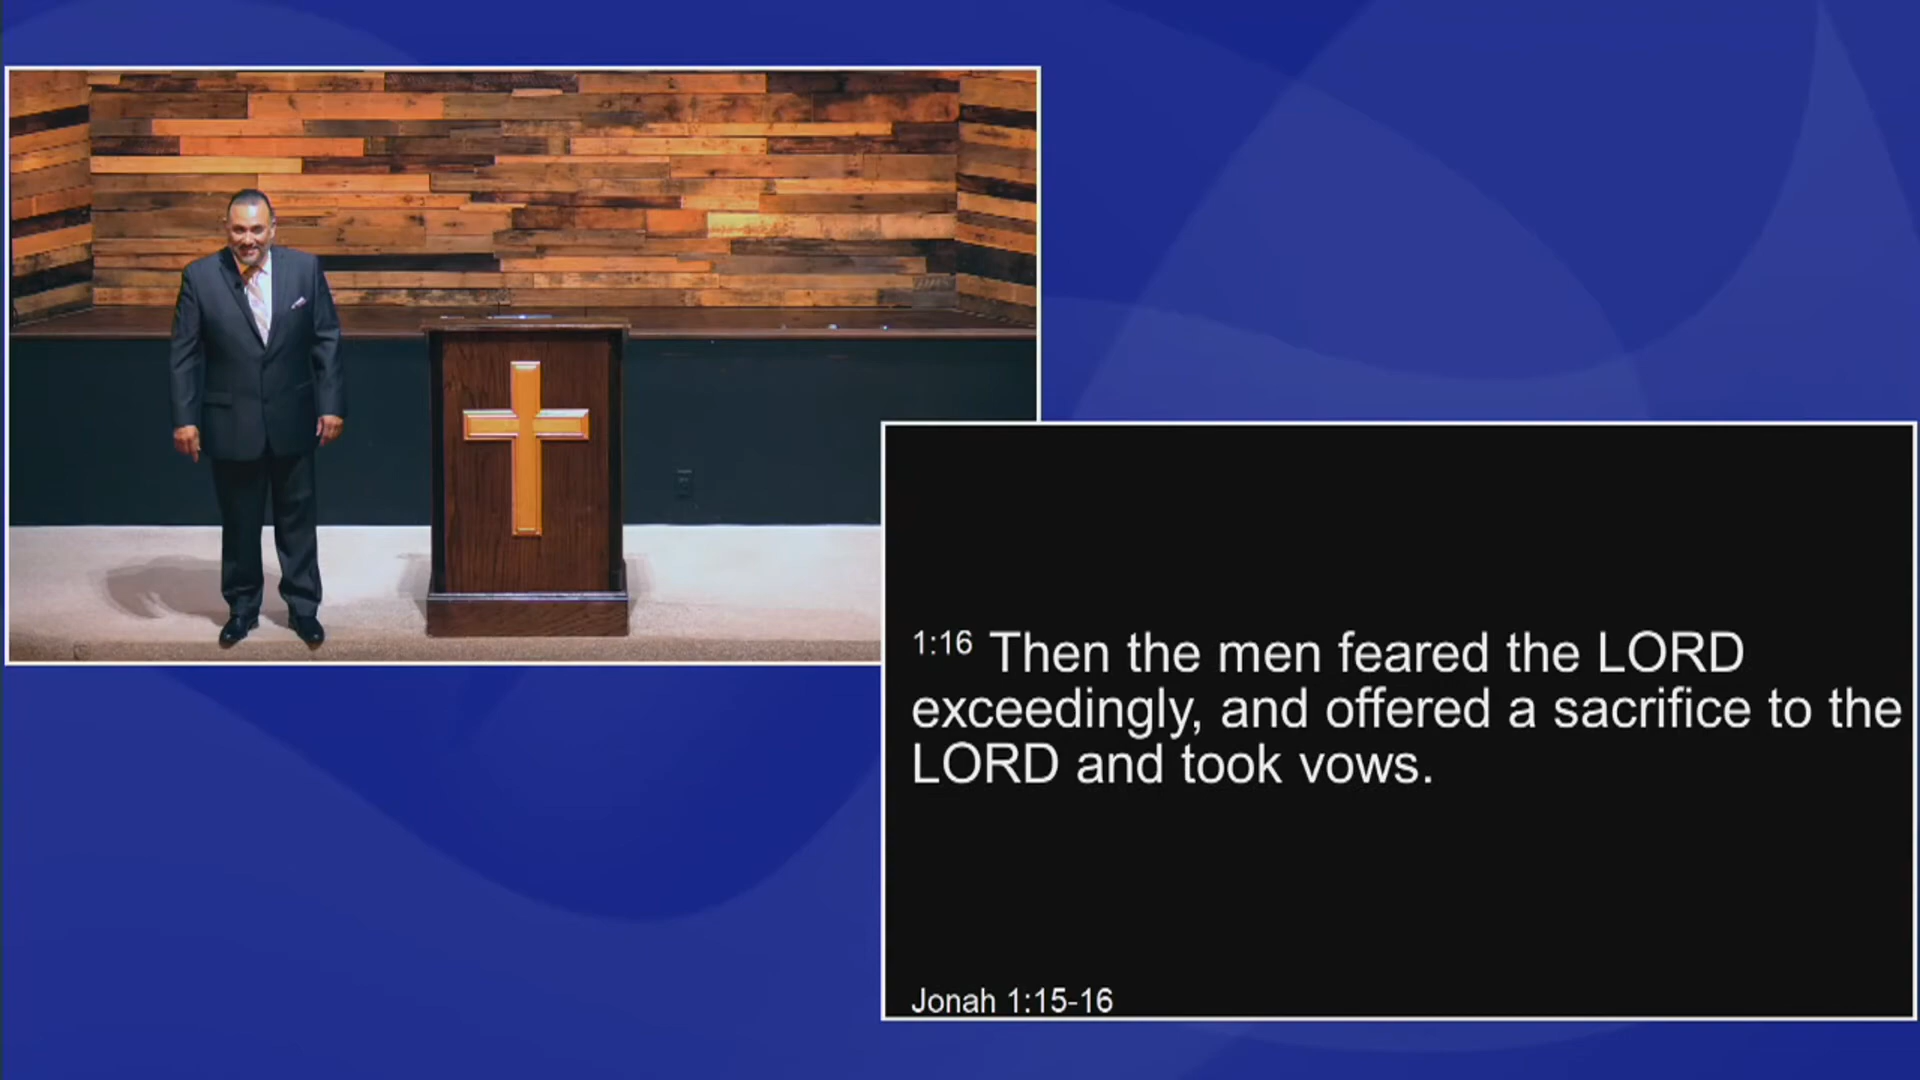 1:16 Then the men feared the LORD
exceedingly, and offered a sacrifice to the
LORD and took vows.
Jonah 1:15-16